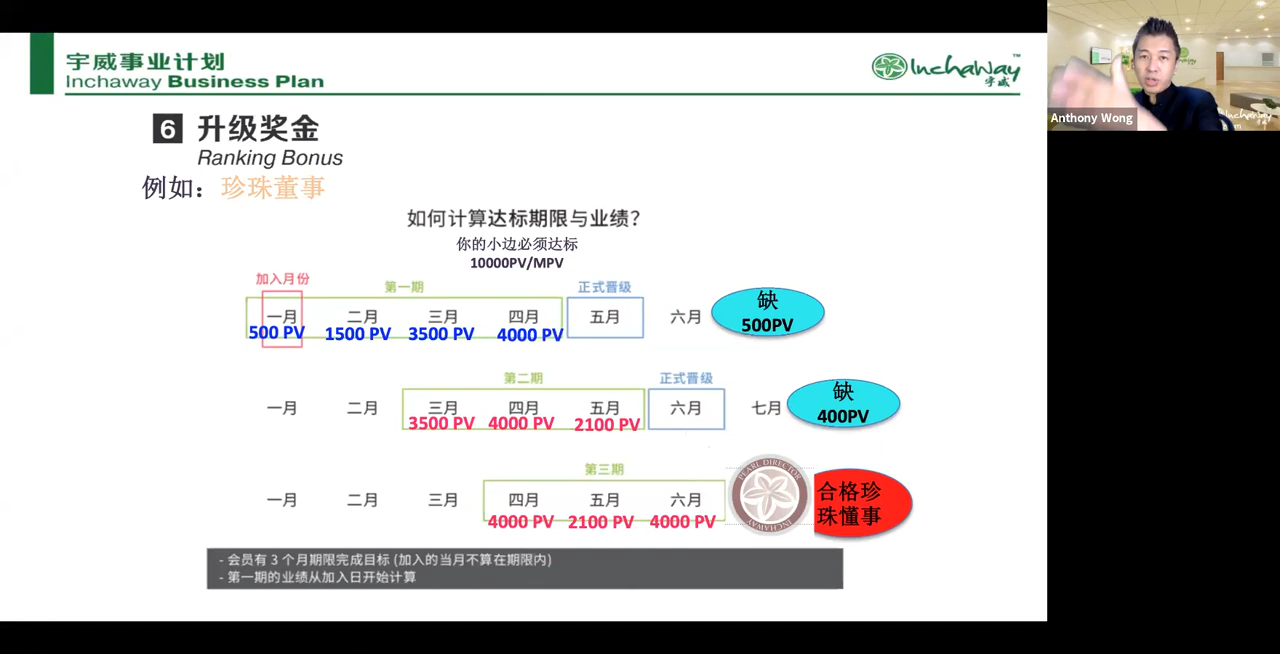 宇威事业计划
Inchaway Business Plan
Inchaway™
宇威
Anthony Wong
6 升级奖金
Ranking Bonus
例如：珍珠董事
如何计算达标期限与业绩？
你的小边必须达标
10000PV/MPV
加入月份 第一期 正式晋级
一月 二月 三月 四月 五月 六月
500 PV 1500 PV 3500 PV 4000 PV
缺
500PV
第二期 正式晋级
一月 二月 三月 四月 五月 六月 七月
3500 PV 4000 PV 2100 PV
缺
400PV
第三期
一月 二月 三月 四月 五月 六月
4000 PV 2100 PV 4000 PV
PEARL DIRECTOR
INCHAWAY
合格珍
珠懂事
- 会员有 3 个月期限完成目标 (加入的当月不算在期限内)
- 第一期的业绩从加入日开始计算